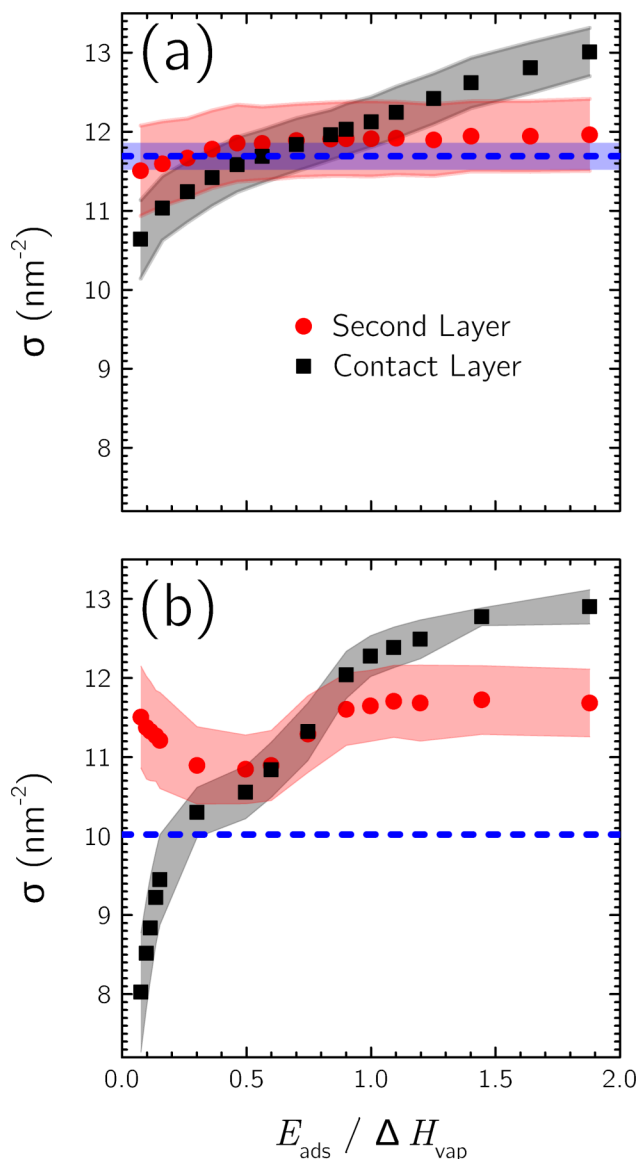 (a)
13
12
11
10
9
8
σ (nm⁻²)
Second Layer
Contact Layer
(b)
13
12
11
10
9
8
σ (nm⁻²)
0.0 0.5 1.0 1.5 2.0
E_ads / Δ H_vap